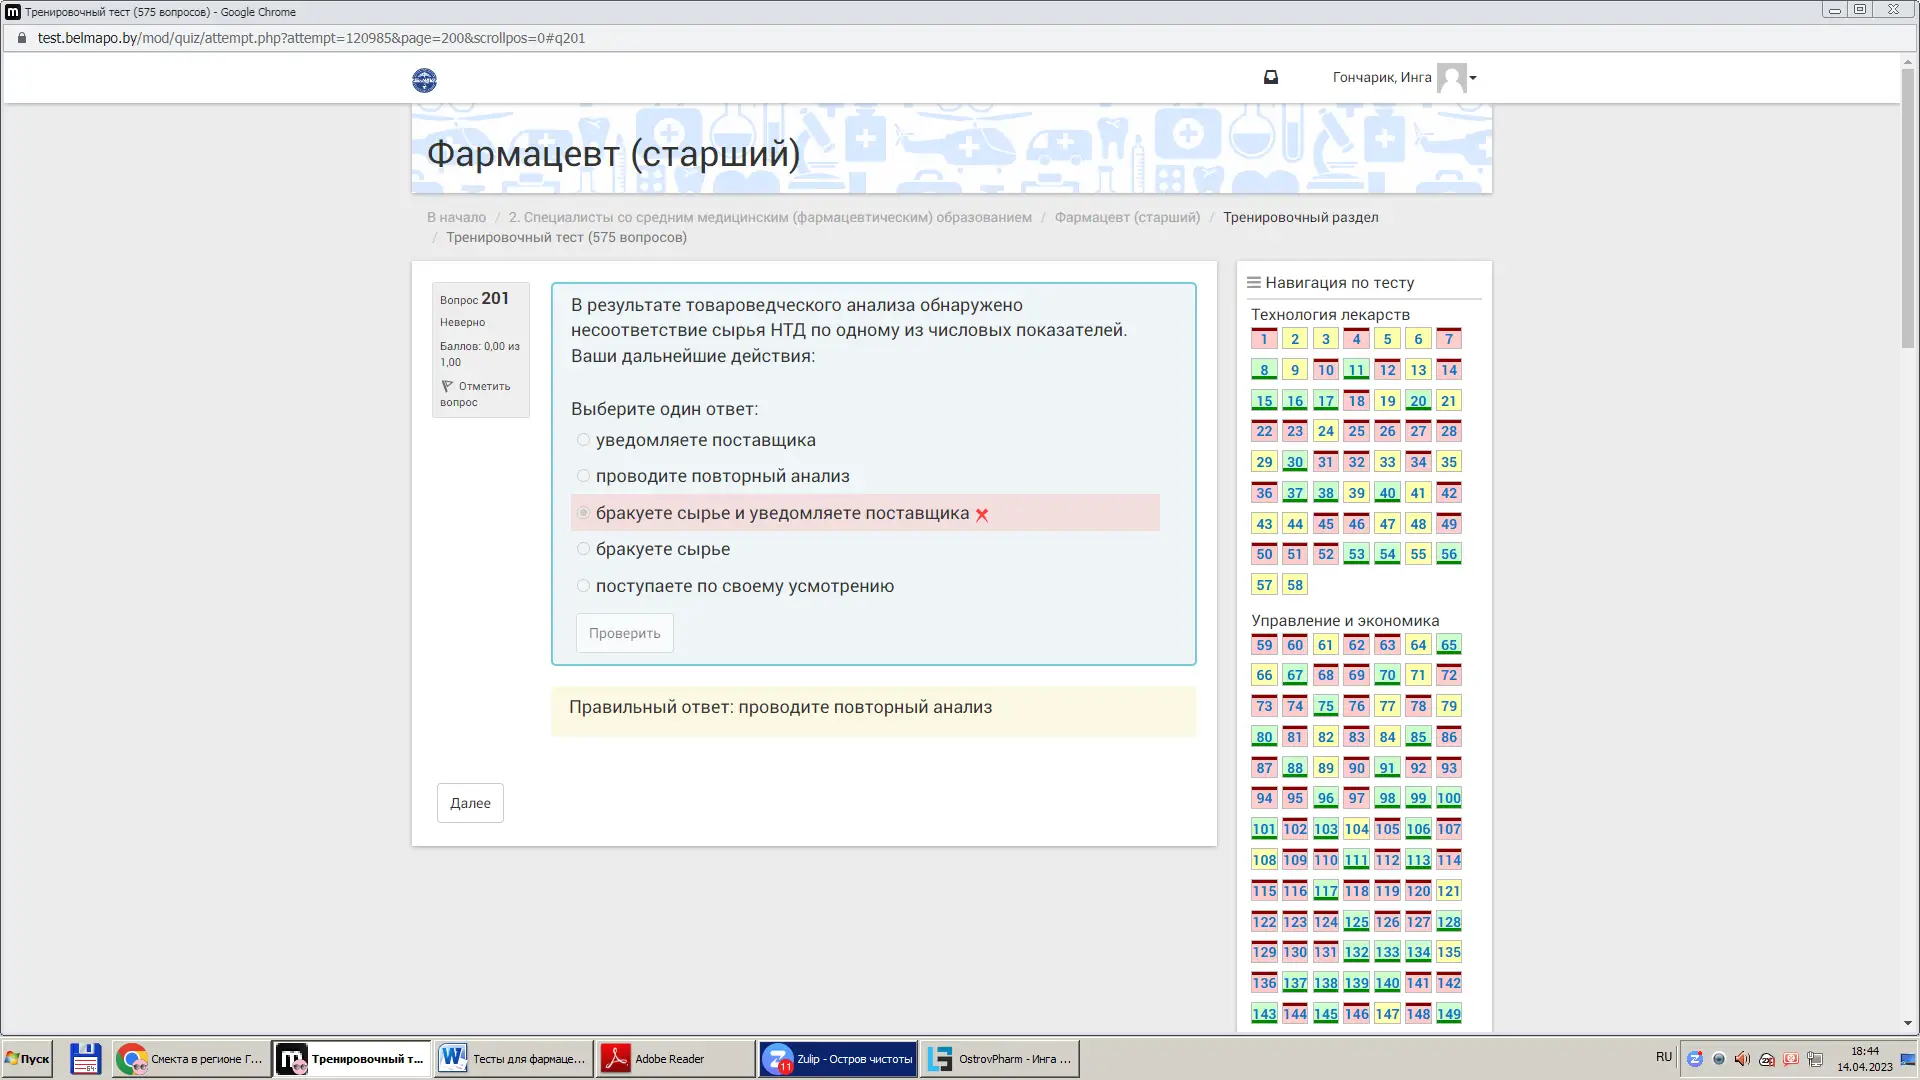 Тренировочный тест (575 вопросов) - Google Chrome
test.belmapo.by/mod/quiz/attempt.php?attempt=120985&page=200&scrollpos=0#q201
Гончарик, Инга
Фармацевт (старший)
В начало / 2. Специалисты со средним медицинским (фармацевтическим) образованием / Фармацевт (старший) / Тренировочный раздел
/ Тренировочный тест (575 вопросов)
Вопрос 201
Неверно
Баллов: 0,00 из
1,00
Отметить
вопрос
В результате товароведческого анализа обнаружено
несоответствие сырья НТД по одному из числовых показателей.
Ваши дальнейшие действия:
Выберите один ответ:
уведомляете поставщика
проводите повторный анализ
бракуете сырье и уведомляете поставщика
бракуете сырье
поступаете по своему усмотрению
Проверить
Правильный ответ: проводите повторный анализ
Далее
Навигация по тесту
Технология лекарств
1 2 3 4 5 6 7
8 9 10 11 12 13 14
15 16 17 18 19 20 21
22 23 24 25 26 27 28
29 30 31 32 33 34 35
36 37 38 39 40 41 42
43 44 45 46 47 48 49
50 51 52 53 54 55 56
57 58
Управление и экономика
59 60 61 62 63 64 65
66 67 68 69 70 71 72
73 74 75 76 77 78 79
80 81 82 83 84 85 86
87 88 89 90 91 92 93
94 95 96 97 98 99 100
101 102 103 104 105 106 107
108 109 110 111 112 113 114
115 116 117 118 119 120 121
122 123 124 125 126 127 128
129 130 131 132 133 134 135
136 137 138 139 140 141 142
143 144 145 146 147 148 149
Пуск
Смекта в регионе Г...
Тренировочный т...
Тесты для фармаце...
Adobe Reader
11
Zulip - Остров чистоты
OstrovPharm - Инга ...
RU
18:44
14.04.2023